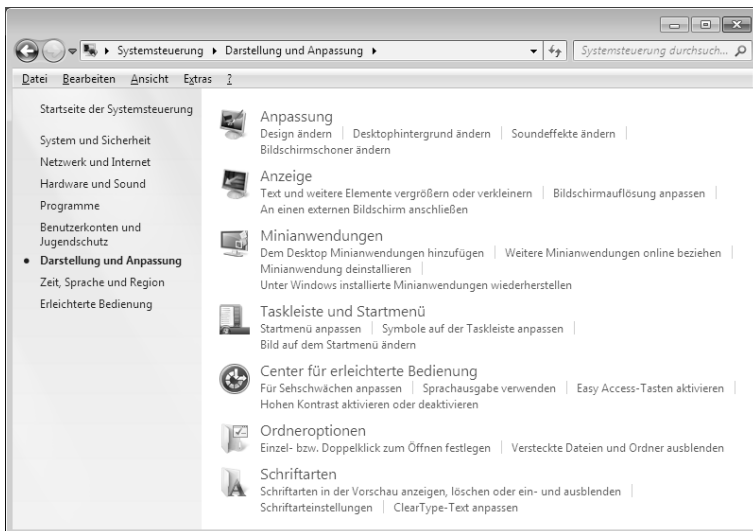 Systemsteuerung Darstellung und Anpassung Systemsteuerung durchsuch...
Datei Bearbeiten Ansicht Extras ?
Startseite der Systemsteuerung
System und Sicherheit
Netzwerk und Internet
Hardware und Sound
Programme
Benutzerkonten und
Jugendschutz
Darstellung und Anpassung
Zeit, Sprache und Region
Erleichterte Bedienung
Anpassung
Design ändern Desktophintergrund ändern Soundeffekte ändern
Bildschirmschoner ändern
Anzeige
Text und weitere Elemente vergrößern oder verkleinern Bildschirmauflösung anpassen
An einen externen Bildschirm anschließen
Minianwendungen
Dem Desktop Minianwendungen hinzufügen Weitere Minianwendungen online beziehen
Minianwendung deinstallieren
Unter Windows installierte Minianwendungen wiederherstellen
Taskleiste und Startmenü
Startmenü anpassen Symbole auf der Taskleiste anpassen
Bild auf dem Startmenü ändern
Center für erleichterte Bedienung
Für Sehschwächen anpassen Sprachausgabe verwenden Easy Access-Tasten aktivieren
Hohen Kontrast aktivieren oder deaktivieren
Ordneroptionen
Einzel- bzw. Doppelklick zum Öffnen festlegen Versteckte Dateien und Ordner ausblenden
Schriftarten
Schriftarten in der Vorschau anzeigen, löschen oder ein- und ausblenden
Schriftarteinstellungen ClearType-Text anpassen